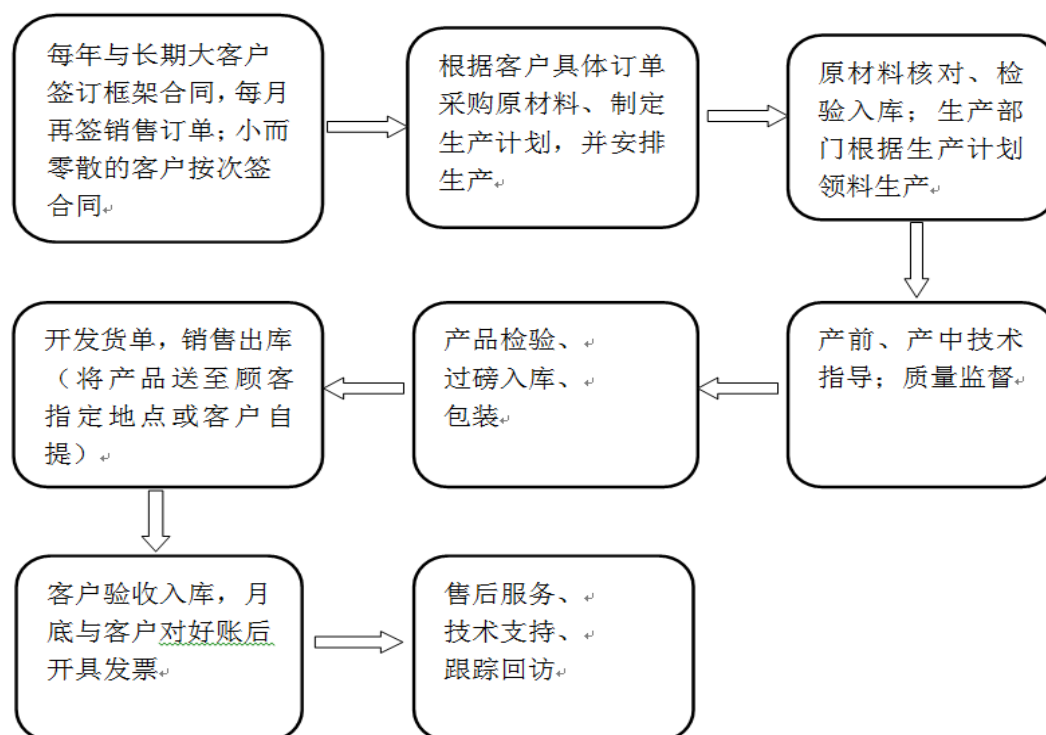 每年与长期大客户
签订框架合同，每月
再签销售订单；小而
零散的客户按次签
合同
根据客户具体订单
采购原材料、制定
生产计划，并安排
生产
原材料核对、检
验入库；生产部
门根据生产计划
领料生产
产前、产中技术
指导；质量监督
产品检验、
过磅入库、
包装
开发货单，销售出库
（将产品送至顾客
指定地点或客户自
提）
客户验收入库，月
底与客户对好账后
开具发票
售后服务、
技术支持、
跟踪回访